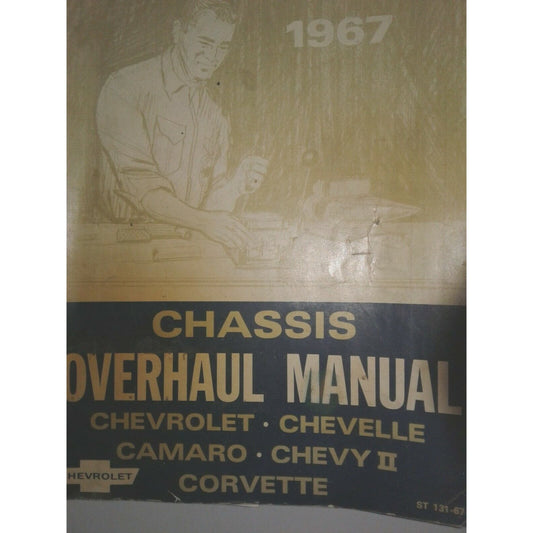 1967
CHASSIS
OVERHAUL MANUAL
CHEVROLET · CHEVELLE
CAMARO · CHEVY II
CORVETTE
HEVROLET
ST 131-67